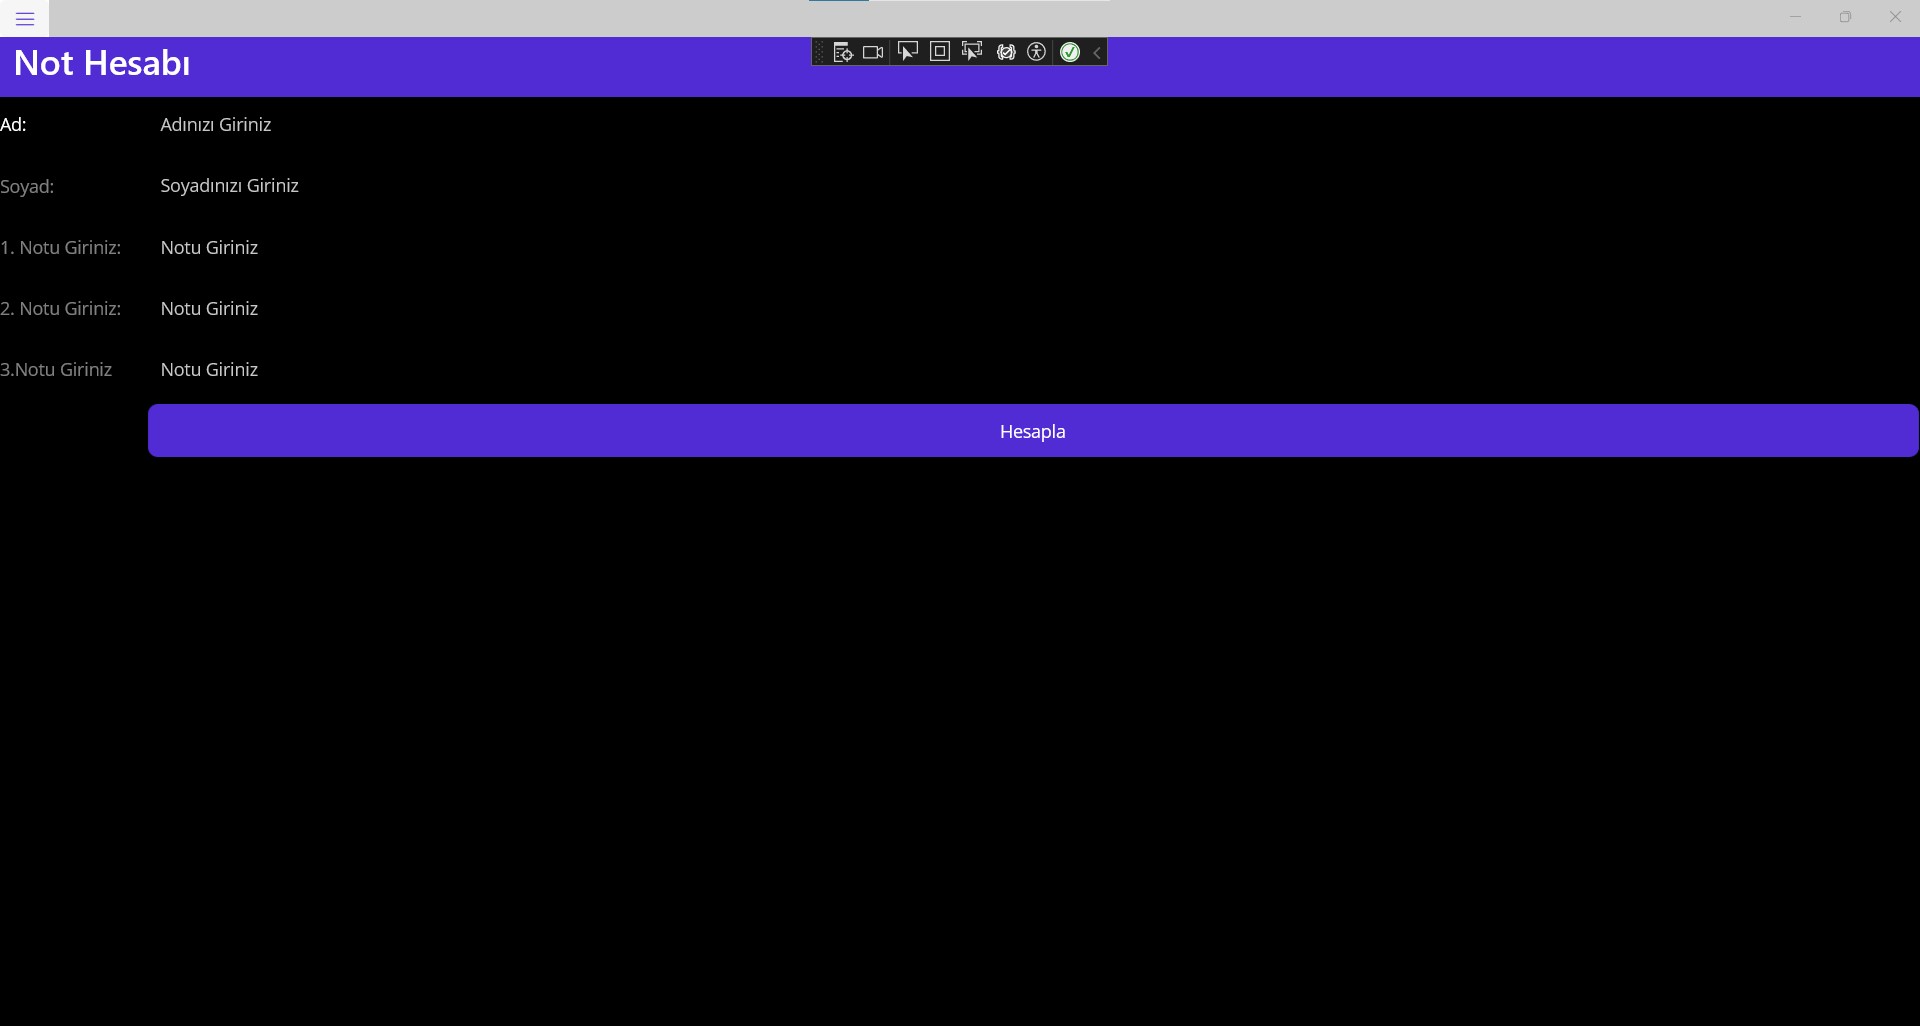 Not Hesabı
Ad: Adınızı Giriniz
Soyad: Soyadınızı Giriniz
1. Notu Giriniz: Notu Giriniz
2. Notu Giriniz: Notu Giriniz
3.Notu Giriniz Notu Giriniz
Hesapla